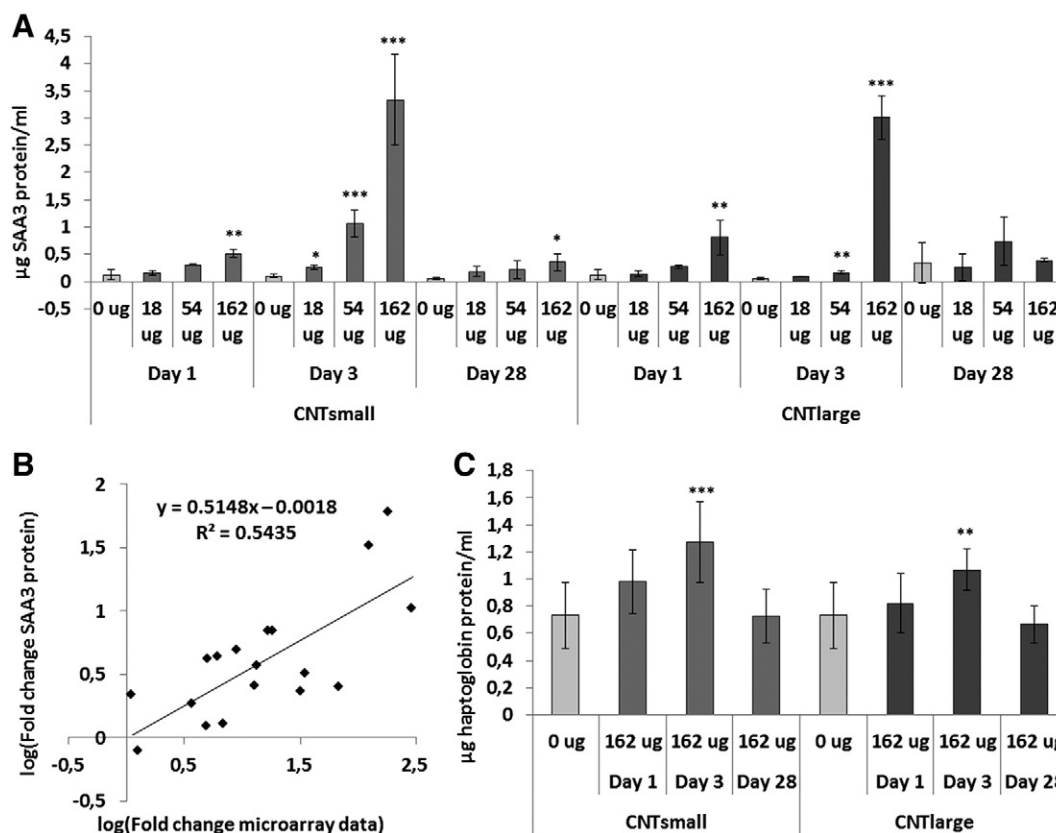 A
µg SAA3 protein/ml
4,5
4
3,5
3
2,5
2
1,5
1
0,5
0
-0,5
** * *** *** * ** ** ***
0 ug 18 ug 54 ug 162 ug 0 ug 18 ug 54 ug 162 ug 0 ug 18 ug 54 ug 162 ug 0 ug 18 ug 54 ug 162 ug 0 ug 18 ug 54 ug 162 ug 0 ug 18 ug 54 ug 162 ug
Day 1 Day 3 Day 28 Day 1 Day 3 Day 28
CNTsmall CNTlarge
B
log(Fold change SAA3 protein)
2
1,5
1
0,5
0
-0,5
y = 0.5148x – 0.0018
R² = 0.5435
-0,5 0,5 1,5 2,5
log(Fold change microarray data)
C
µg haptoglobin protein/ml
1,8
1,6
1,4
1,2
1
0,8
0,6
0,4
0,2
0
*** **
0 ug 162 ug 162 ug 162 ug 0 ug 162 ug 162 ug 162 ug
Day 1 Day 3 Day 28 Day 1 Day 3 Day 28
CNTsmall CNTlarge